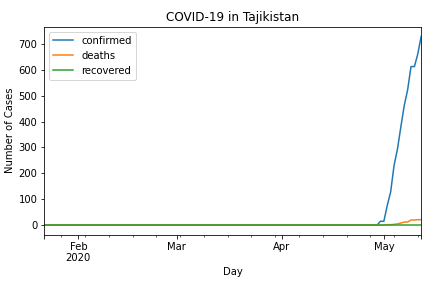 COVID-19 in Tajikistan
confirmed
deaths
recovered
Number of Cases
700
600
500
400
300
200
100
0
Feb
2020
Mar
Apr
May
Day